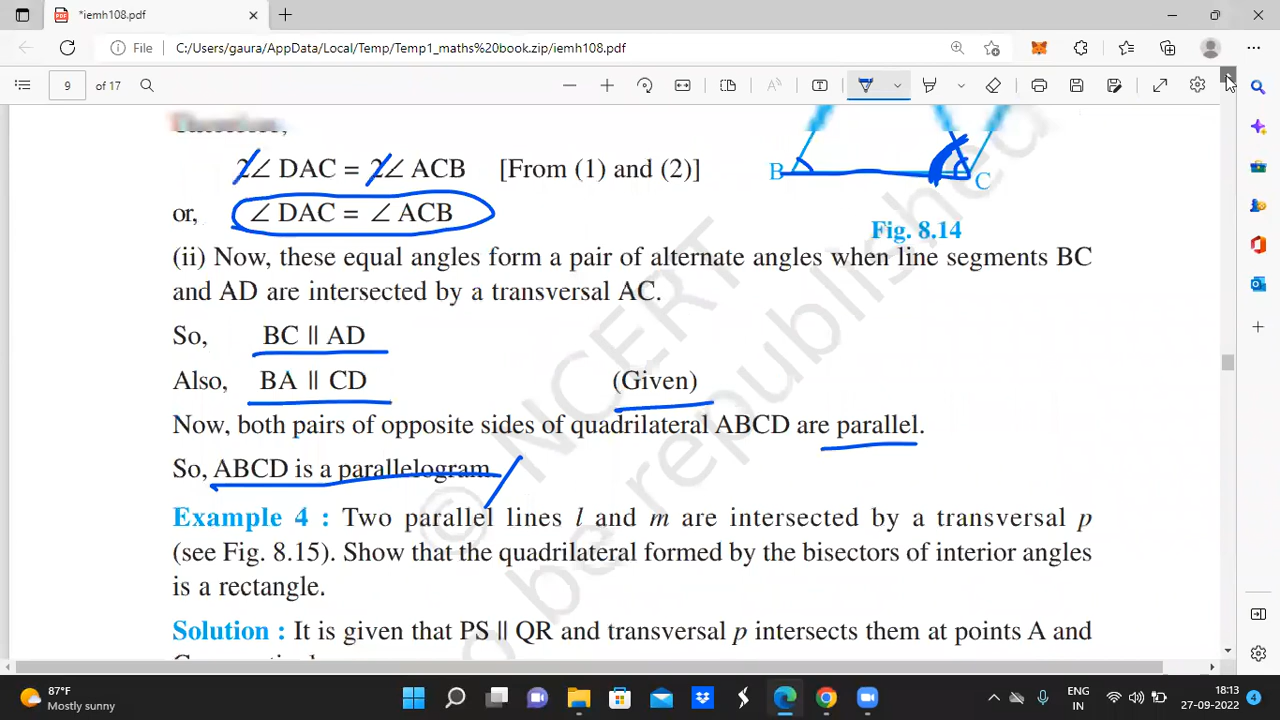 *iemh108.pdf
File C:/Users/gaura/AppData/Local/Temp/Temp1_maths%20book.zip/iemh108.pdf
9 of 17
2∠ DAC = 2∠ ACB [From (1) and (2)]
or, ∠ DAC = ∠ ACB
B C
Fig. 8.14
(ii) Now, these equal angles form a pair of alternate angles when line segments BC
and AD are intersected by a transversal AC.
So, BC || AD
Also, BA || CD (Given)
Now, both pairs of opposite sides of quadrilateral ABCD are parallel.
So, ABCD is a parallelogram.
Example 4 : Two parallel lines l and m are intersected by a transversal p
(see Fig. 8.15). Show that the quadrilateral formed by the bisectors of interior angles
is a rectangle.
Solution : It is given that PS || QR and transversal p intersects them at points A and
© NCERT
be republished
87°F
Mostly sunny
ENG
IN
18:13
27-09-2022
4